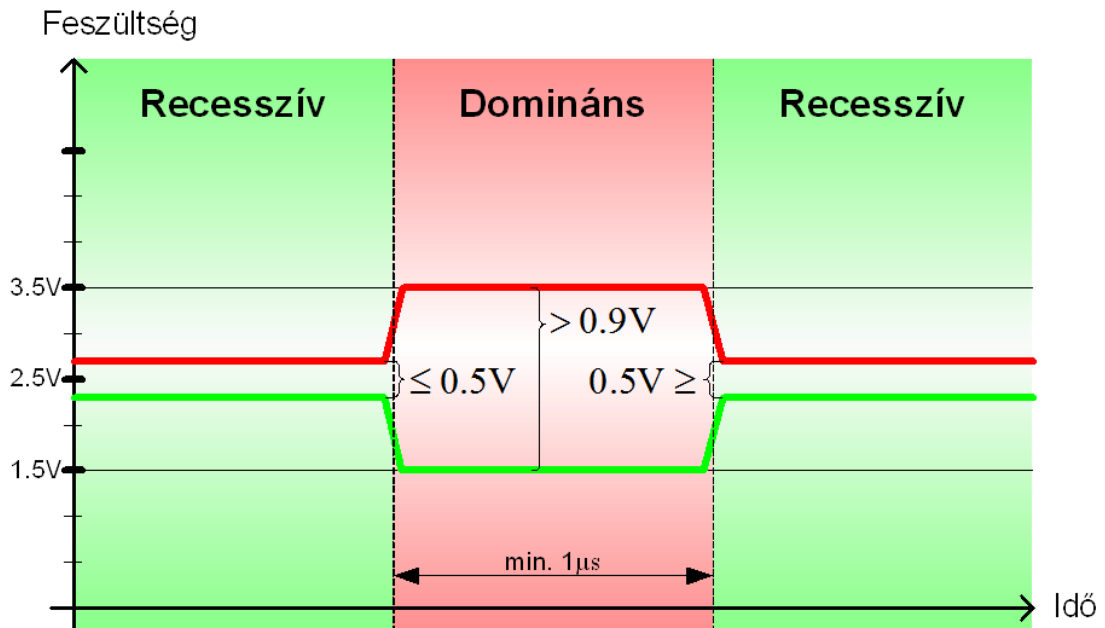 Feszültség
Recesszív
Domináns
Recesszív
3.5V
> 0.9V
2.5V
≤ 0.5V
0.5V ≥
1.5V
min. 1μs
Idő